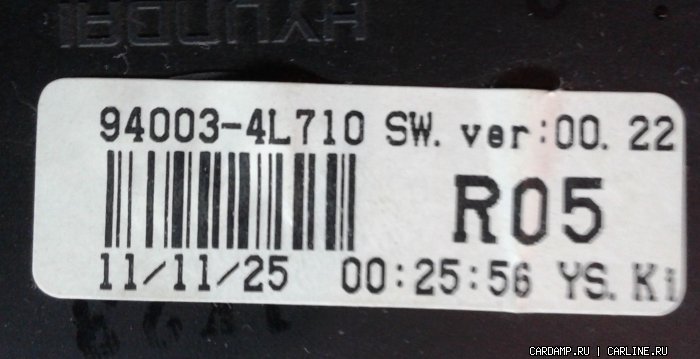 HYUNDAI
94003-4L710 SW. ver:00. 22
R05
11/11/25 00:25:56 YS. Ki
CARDAMP.RU | CARLINE.RU